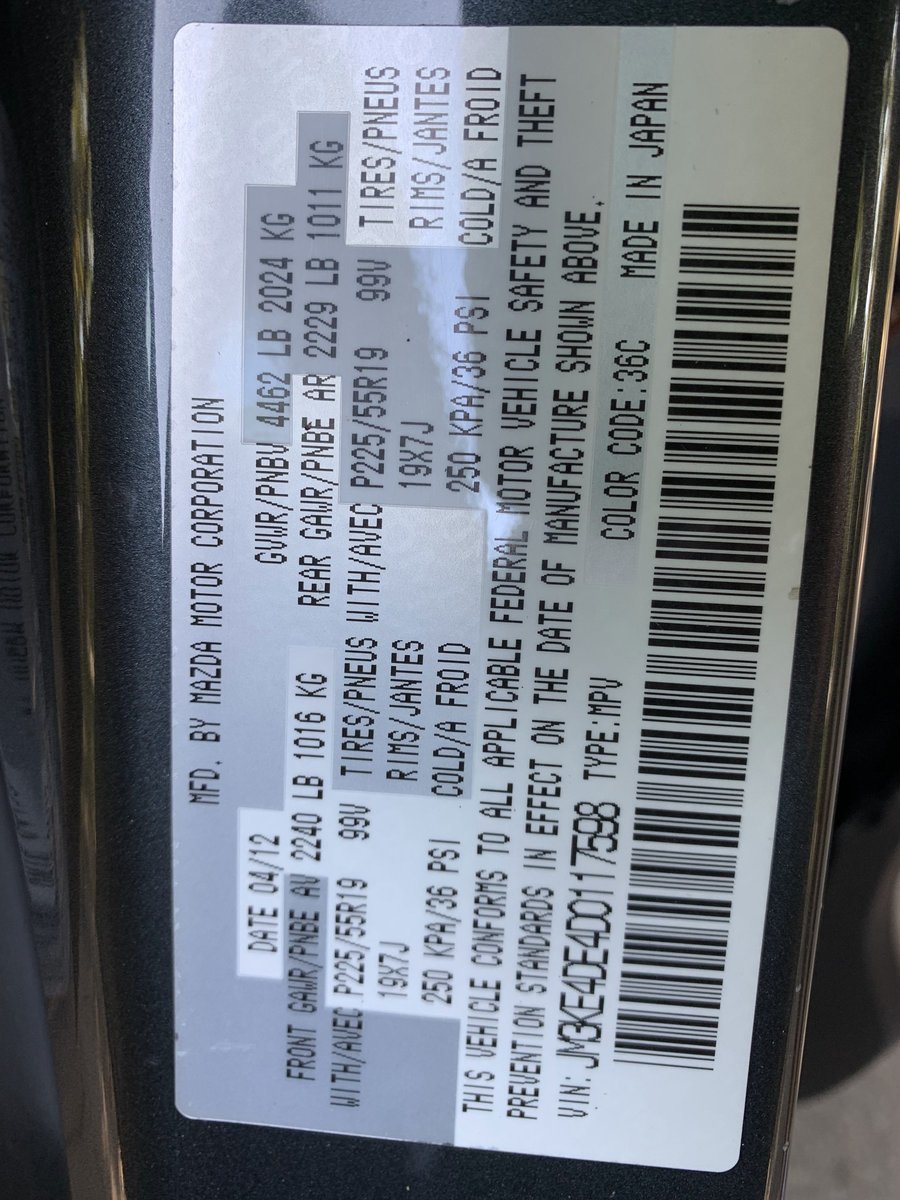 MFD. BY MAZDA MOTOR CORPORATION
DATE 04/12 GVWR/PNBV 4462 LB 2024 KG
FRONT GAWR/PNBE AV 2240 LB 1016 KG REAR GAWR/PNBE AR 2229 LB 1011 KG
WITH/AVEC P225/55R19 99V TIRES/PNEUS WITH/AVEC P225/55R19 99V TIRES/PNEUS
19X7J RIMS/JANTES 19X7J RIMS/JANTES
250 KPA/36 PSI COLD/A FROID 250 KPA/36 PSI COLD/A FROID
THIS VEHICLE CONFORMS TO ALL APPLICABLE FEDERAL MOTOR VEHICLE SAFETY AND THEFT
PREVENTION STANDARDS IN EFFECT ON THE DATE OF MANUFACTURE SHOWN ABOVE.
VIN: JM3KE4DE4D0117598 TYPE:MPV COLOR CODE:36C MADE IN JAPAN